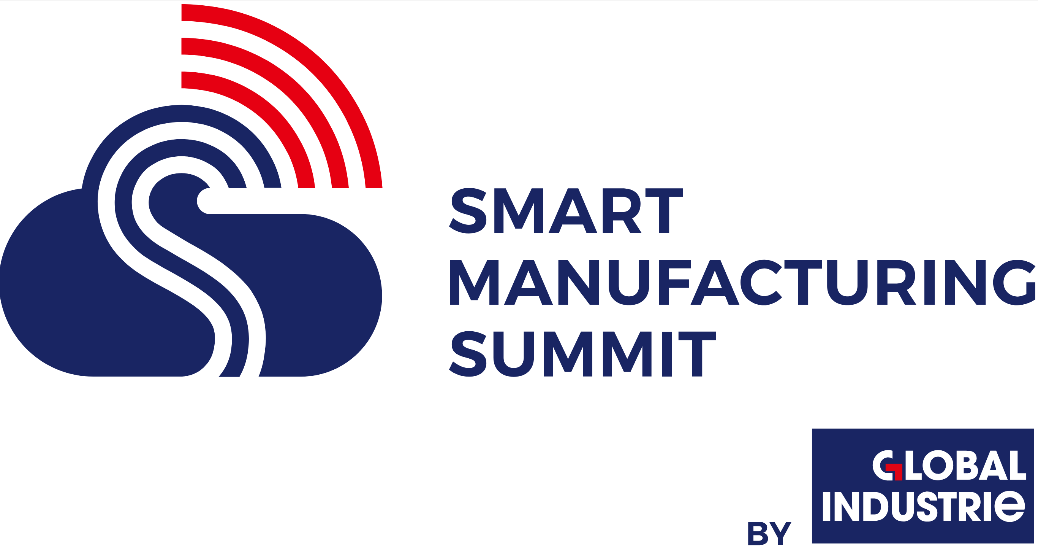 SMART
MANUFACTURING
SUMMIT
BY
GLOBAL
INDUSTRIE